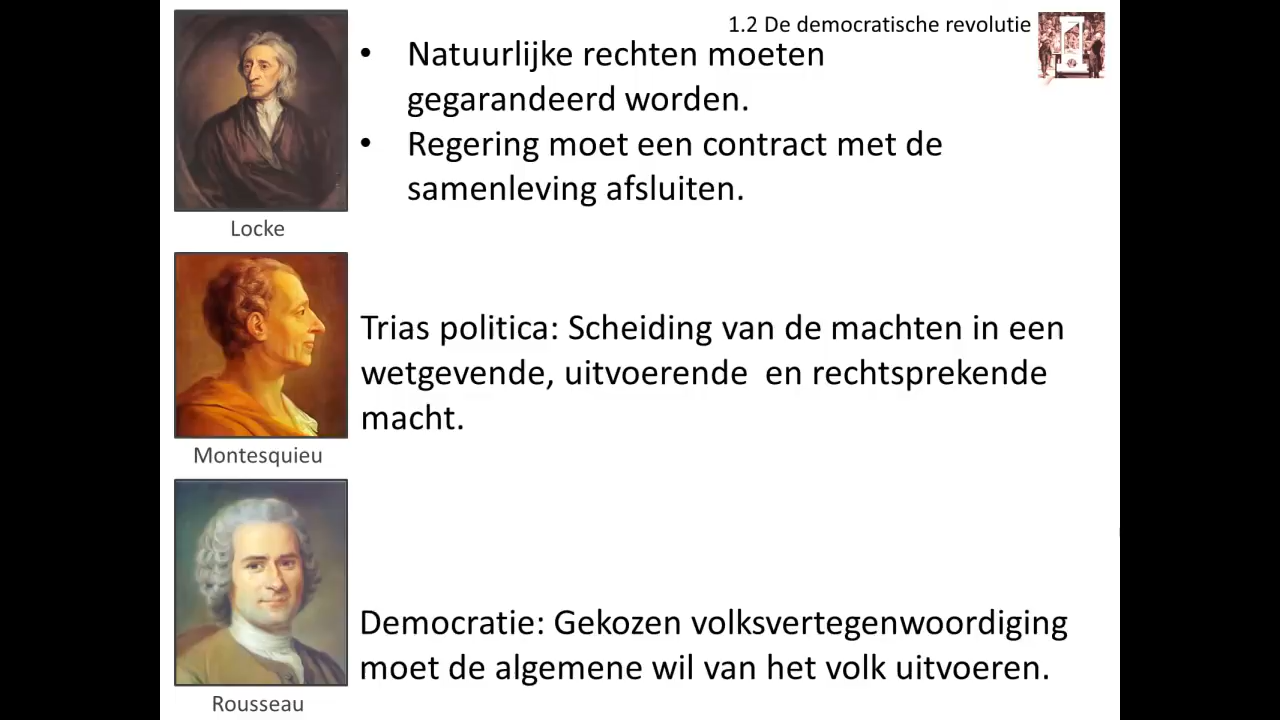 1.2 De democratische revolutie
• Natuurlijke rechten moeten
gegarandeerd worden.
• Regering moet een contract met de
samenleving afsluiten.
Locke
Trias politica: Scheiding van de machten in een
wetgevende, uitvoerende en rechtsprekende
macht.
Montesquieu
Democratie: Gekozen volksvertegenwoordiging
moet de algemene wil van het volk uitvoeren.
Rousseau